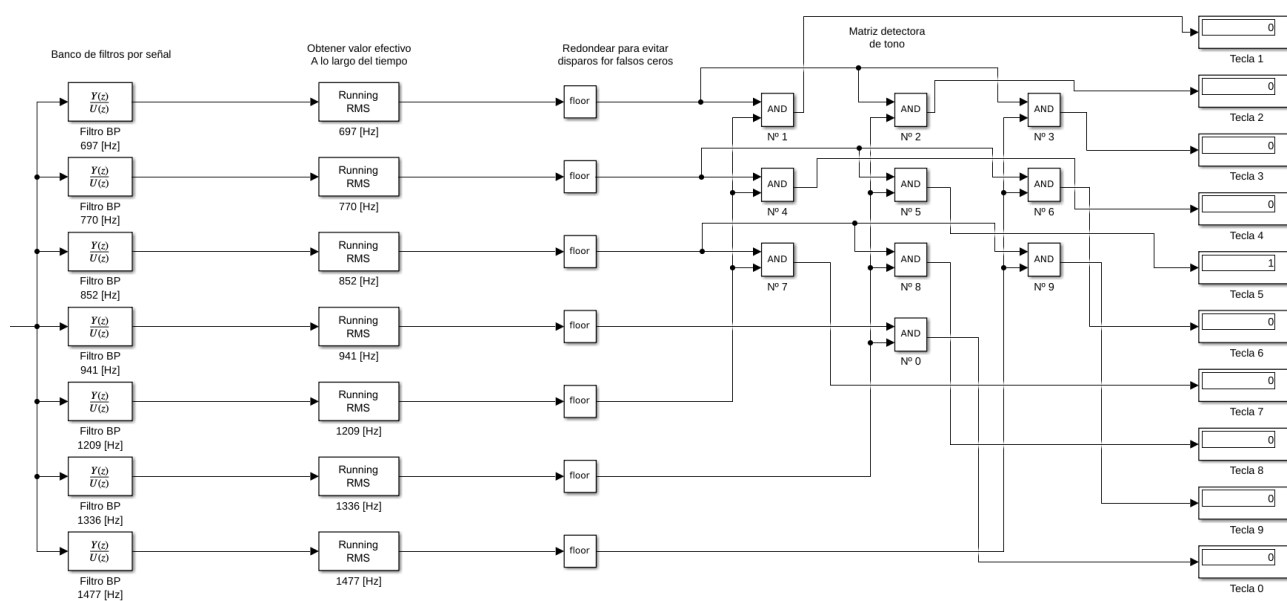 Banco de filtros por señal
Obtener valor efectivo
A lo largo del tiempo
Redondear para evitar
disparos for falsos ceros
Matriz detectora
de tono
Y(z)
U(z)
Filtro BP
697 [Hz]
Running
RMS
697 [Hz]
floor
AND
Nº 1
AND
Nº 2
AND
Nº 3
Y(z)
U(z)
Filtro BP
770 [Hz]
Running
RMS
770 [Hz]
floor
AND
Nº 4
AND
Nº 5
AND
Nº 6
Y(z)
U(z)
Filtro BP
852 [Hz]
Running
RMS
852 [Hz]
floor
AND
Nº 7
AND
Nº 8
AND
Nº 9
Y(z)
U(z)
Filtro BP
941 [Hz]
Running
RMS
941 [Hz]
floor
AND
Nº 0
Y(z)
U(z)
Filtro BP
1209 [Hz]
Running
RMS
1209 [Hz]
floor
Y(z)
U(z)
Filtro BP
1336 [Hz]
Running
RMS
1336 [Hz]
floor
Y(z)
U(z)
Filtro BP
1477 [Hz]
Running
RMS
1477 [Hz]
floor
0
Tecla 1
0
Tecla 2
0
Tecla 3
0
Tecla 4
1
Tecla 5
0
Tecla 6
0
Tecla 7
0
Tecla 8
0
Tecla 9
0
Tecla 0